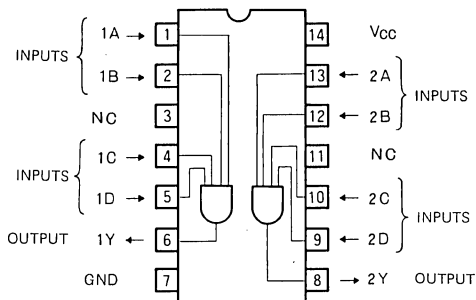 1A → 1 14 Vcc
INPUTS
1B → 2 13 ← 2A
INPUTS
NC 3 12 ← 2B
1C → 4 11 NC
INPUTS
1D → 5 10 ← 2C
INPUTS
OUTPUT 1Y ← 6 9 ← 2D
GND 7 8 → 2Y OUTPUT